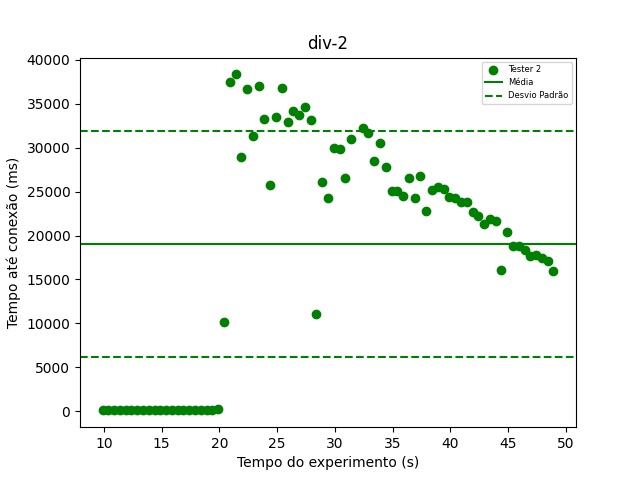 div-2
Tester 2
Média
Desvio Padrão
Tempo até conexão (ms)
40000
35000
30000
25000
20000
15000
10000
5000
0
10 15 20 25 30 35 40 45 50
Tempo do experimento (s)